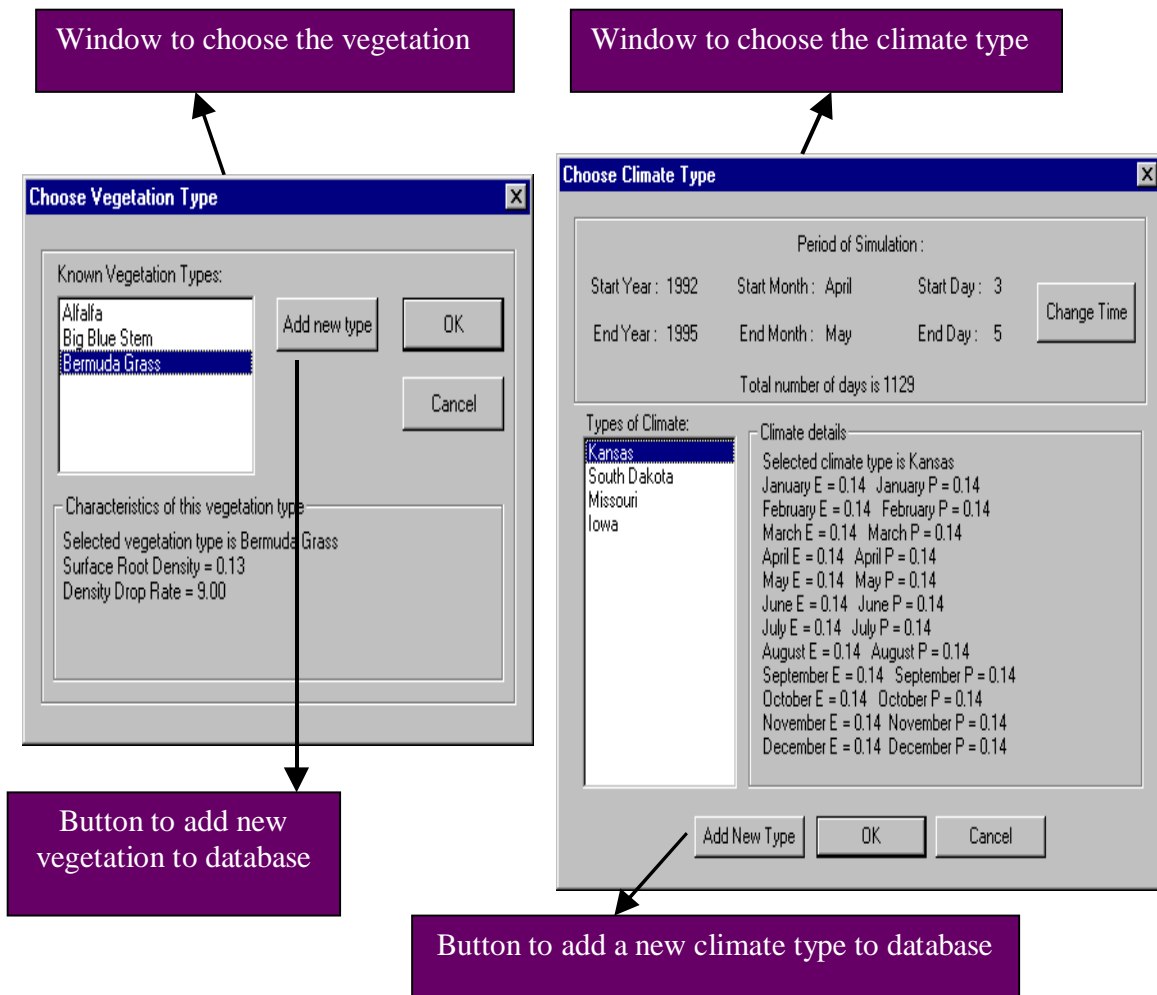 Window to choose the vegetation
Window to choose the climate type
Choose Vegetation Type
Known Vegetation Types:
Alfalfa
Big Blue Stem
Bermuda Grass
Add new type
OK
Cancel
Characteristics of this vegetation type
Selected vegetation type is Bermuda Grass
Surface Root Density = 0.13
Density Drop Rate = 9.00
Button to add new
vegetation to database
Choose Climate Type
Period of Simulation :
Start Year : 1992 Start Month : April Start Day : 3
End Year : 1995 End Month : May End Day : 5
Change Time
Total number of days is 1129
Types of Climate:
Kansas
South Dakota
Missouri
Iowa
Climate details
Selected climate type is Kansas
January E = 0.14 January P = 0.14
February E = 0.14 February P = 0.14
March E = 0.14 March P = 0.14
April E = 0.14 April P = 0.14
May E = 0.14 May P = 0.14
June E = 0.14 June P = 0.14
July E = 0.14 July P = 0.14
August E = 0.14 August P = 0.14
September E = 0.14 September P = 0.14
October E = 0.14 October P = 0.14
November E = 0.14 November P = 0.14
December E = 0.14 December P = 0.14
Add New Type OK Cancel
Button to add a new climate type to database